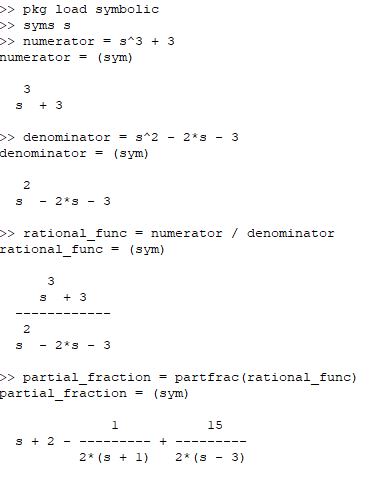 >> pkg load symbolic
>> syms s
>> numerator = s^3 + 3
numerator = (sym)
3
s + 3
>> denominator = s^2 - 2*s - 3
denominator = (sym)
2
s - 2*s - 3
>> rational_func = numerator / denominator
rational_func = (sym)
3
s + 3
------------
2
s - 2*s - 3
>> partial_fraction = partfrac(rational_func)
partial_fraction = (sym)
1 15
s + 2 - --------- + ---------
2*(s + 1) 2*(s - 3)